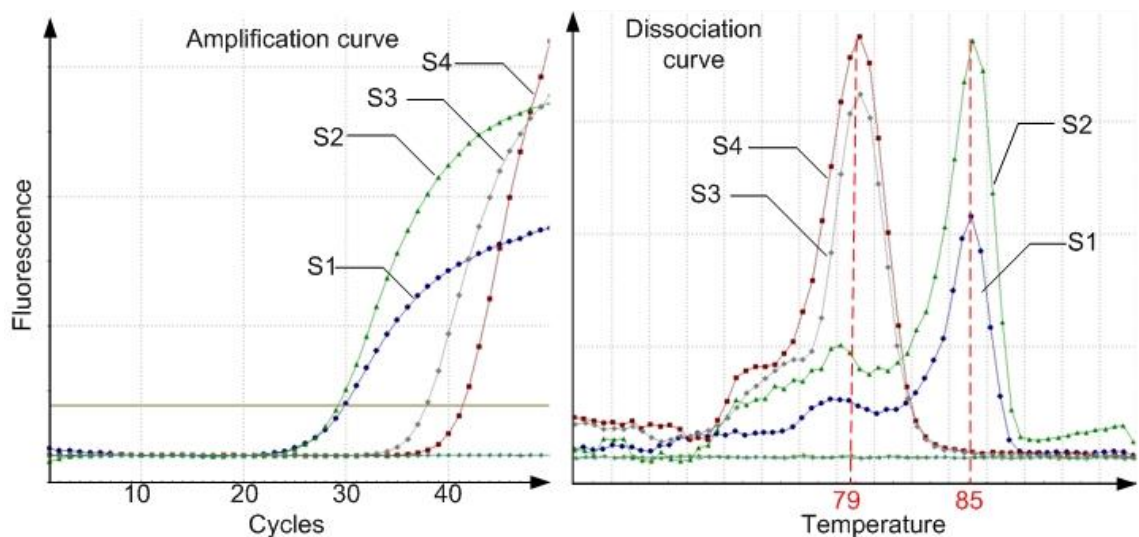 Amplification curve
S4
S3
S2
S1
Fluorescence
10 20 30 40
Cycles
Dissociation
curve
S2
S4
S3
S1
79 85
Temperature